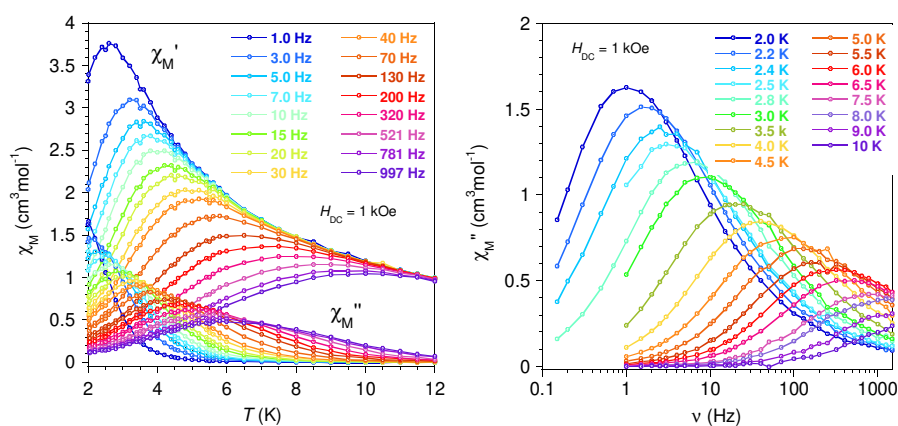 4
3.5
3
2.5
2
1.5
1
0.5
0
2
4
6
8
10
12
χM (cm³mol⁻¹)
T (K)
χM'
χM''
1.0 Hz
3.0 Hz
5.0 Hz
7.0 Hz
10 Hz
15 Hz
20 Hz
30 Hz
40 Hz
70 Hz
130 Hz
200 Hz
320 Hz
521 Hz
781 Hz
997 Hz
HDC = 1 kOe
2
1.5
1
0.5
0
0.1
1
10
100
1000
χM'' (cm³mol⁻¹)
ν (Hz)
HDC = 1 kOe
2.0 K
2.2 K
2.4 K
2.5 K
2.8 K
3.0 K
3.5 k
4.0 K
4.5 K
5.0 K
5.5 K
6.0 K
6.5 K
7.5 K
8.0 K
9.0 K
10 K